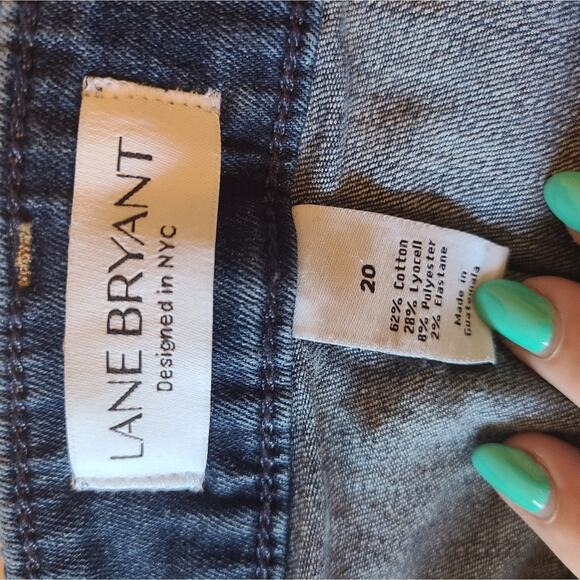 LANE BRYANT
Designed in NYC
20
62% Cotton
28% Lyocell
8% Polyester
2% Elastane
Made in
Guatemala